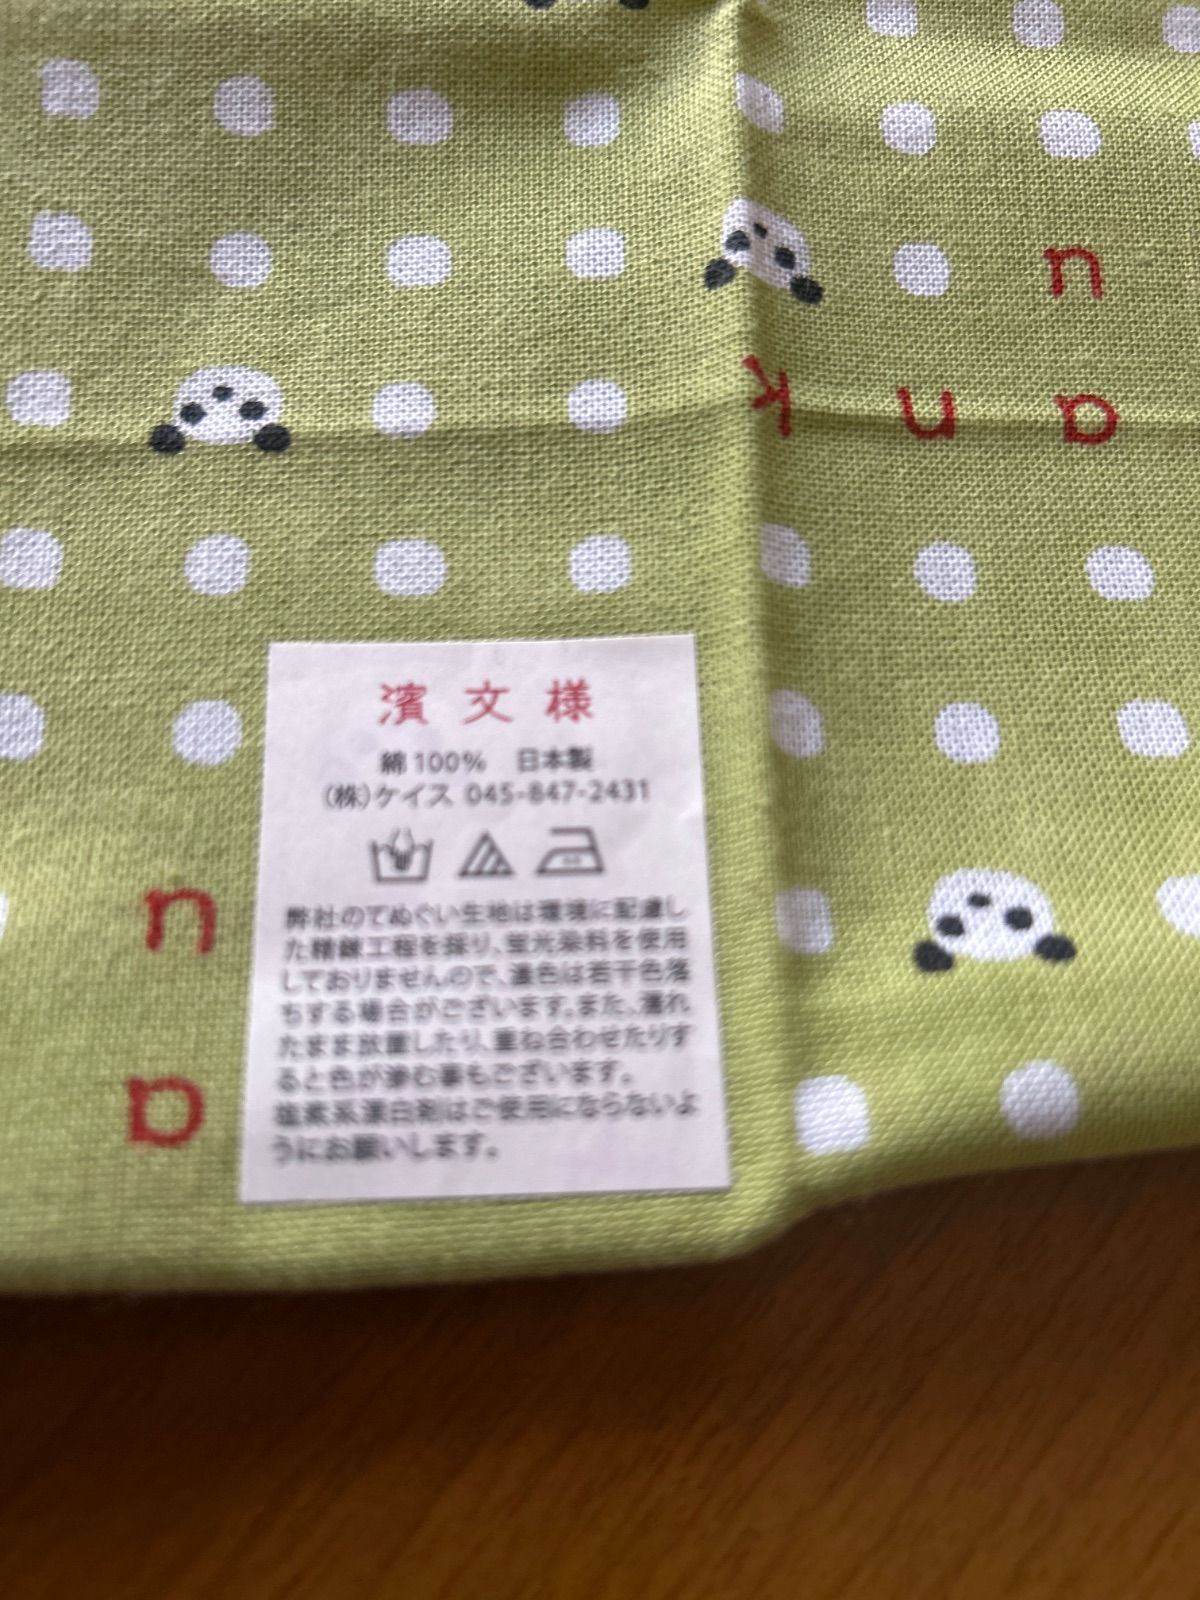 n
k u a
濱文様
綿100% 日本製
(株)ケイス 045-847-2431
弊社のてぬぐい生地は環境に配慮し
た精錬工程を採り、蛍光染料を使用
しておりませんので、濃色は若干色落
ちする場合がございます。また、濡れ
たまま放置したり、重ね合わせたりす
ると色が滲む事もございます。
塩素系漂白剤はご使用にならないよ
うにお願いします。
n
a